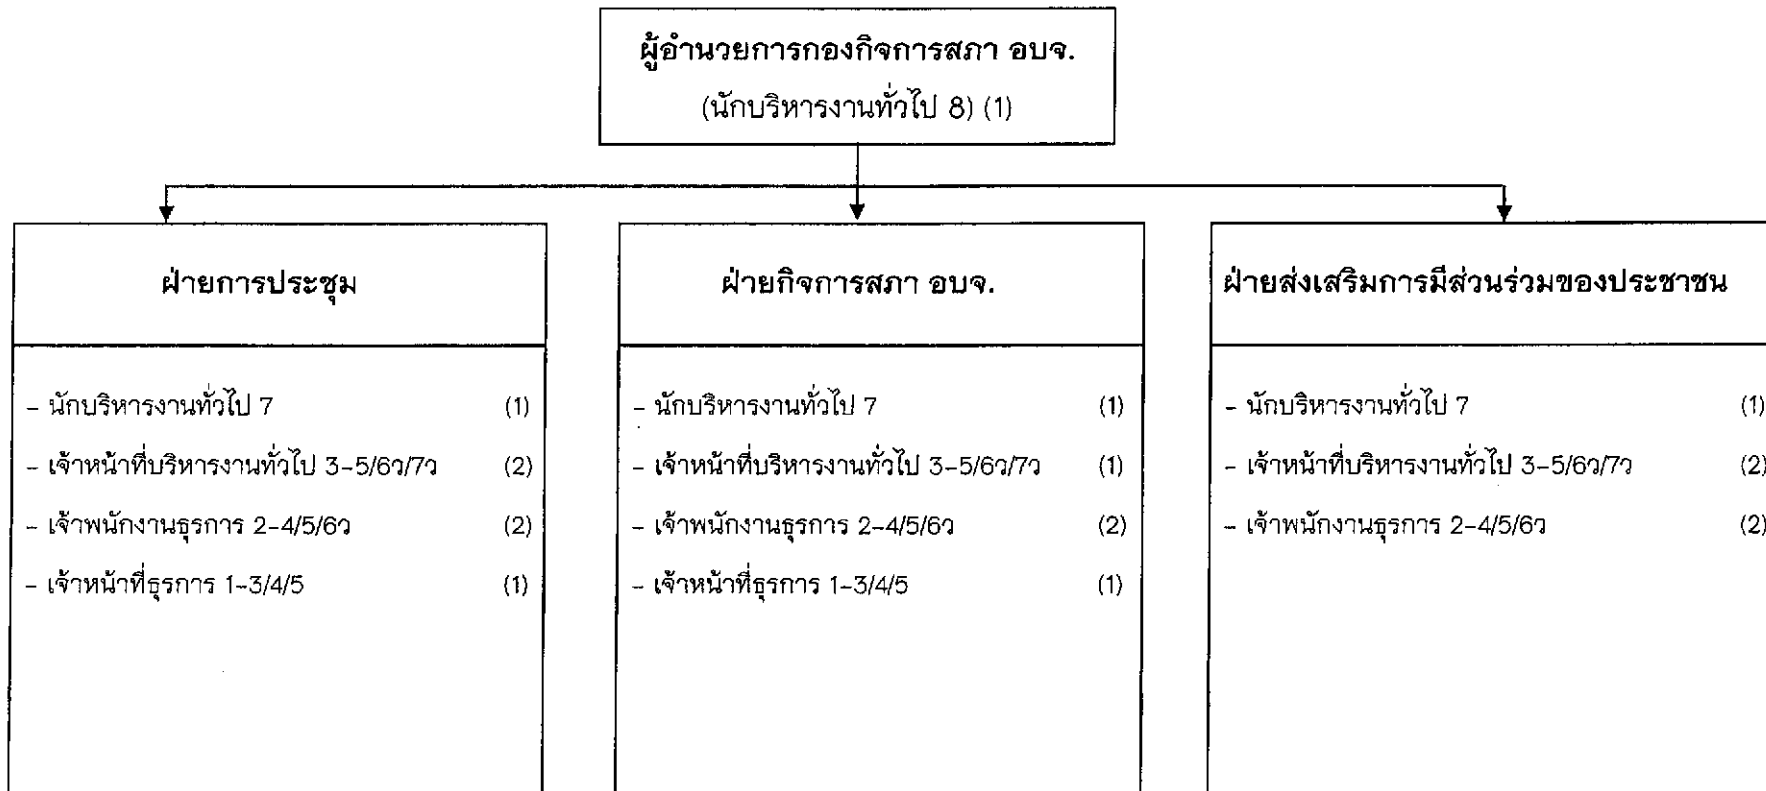 ผู้อำนวยการกองกิจการสภา อบจ.
(นักบริหารงานทั่วไป 8) (1)
ฝ่ายการประชุม
- นักบริหารงานทั่วไป 7 (1)
- เจ้าหน้าที่บริหารงานทั่วไป 3-5/6ว/7ว (2)
- เจ้าพนักงานธุรการ 2-4/5/6ว (2)
- เจ้าหน้าที่ธุรการ 1-3/4/5 (1)
ฝ่ายกิจการสภา อบจ.
- นักบริหารงานทั่วไป 7 (1)
- เจ้าหน้าที่บริหารงานทั่วไป 3-5/6ว/7ว (1)
- เจ้าพนักงานธุรการ 2-4/5/6ว (2)
- เจ้าหน้าที่ธุรการ 1-3/4/5 (1)
ฝ่ายส่งเสริมการมีส่วนร่วมของประชาชน
- นักบริหารงานทั่วไป 7 (1)
- เจ้าหน้าที่บริหารงานทั่วไป 3-5/6ว/7ว (2)
- เจ้าพนักงานธุรการ 2-4/5/6ว (2)